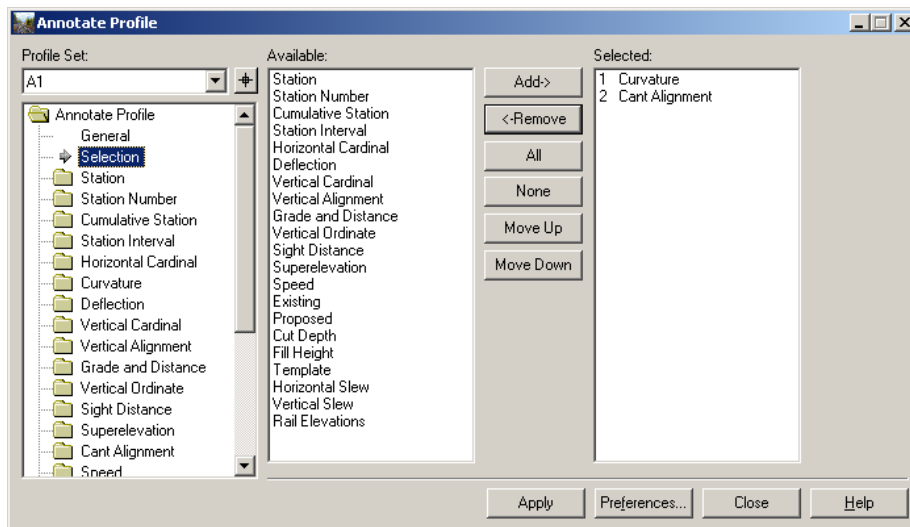 Annotate Profile
Profile Set:
A1
Annotate Profile
General
Selection
Station
Station Number
Cumulative Station
Station Interval
Horizontal Cardinal
Curvature
Deflection
Vertical Cardinal
Vertical Alignment
Grade and Distance
Vertical Ordinate
Sight Distance
Superelevation
Cant Alignment
Speed
Available:
Station
Station Number
Cumulative Station
Station Interval
Horizontal Cardinal
Deflection
Vertical Cardinal
Vertical Alignment
Grade and Distance
Vertical Ordinate
Sight Distance
Superelevation
Speed
Existing
Proposed
Cut Depth
Fill Height
Template
Horizontal Slew
Vertical Slew
Rail Elevations
Add->
<-Remove
All
None
Move Up
Move Down
Selected:
1 Curvature
2 Cant Alignment
Apply
Preferences...
Close
Help